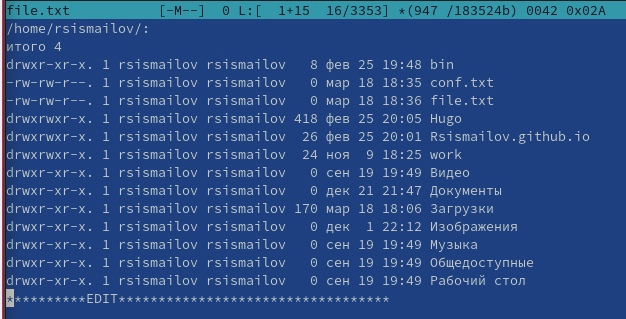 file.txt [-M--] 0 L:[ 1+15 16/3353] *(947 /183524b) 0042 0x02A
/home/rsismailov/:
итого 4
drwxr-xr-x. 1 rsismailov rsismailov 8 фев 25 19:48 bin
-rw-rw-r--. 1 rsismailov rsismailov 0 мар 18 18:35 conf.txt
-rw-rw-r--. 1 rsismailov rsismailov 0 мар 18 18:36 file.txt
drwxrwxr-x. 1 rsismailov rsismailov 418 фев 25 20:05 Hugo
drwxrwxr-x. 1 rsismailov rsismailov 26 фев 25 20:01 Rsismailov.github.io
drwxrwxr-x. 1 rsismailov rsismailov 24 ноя 9 18:25 work
drwxr-xr-x. 1 rsismailov rsismailov 0 сен 19 19:49 Видео
drwxr-xr-x. 1 rsismailov rsismailov 0 дек 21 21:47 Документы
drwxr-xr-x. 1 rsismailov rsismailov 170 мар 18 18:06 Загрузки
drwxr-xr-x. 1 rsismailov rsismailov 0 дек 1 22:12 Изображения
drwxr-xr-x. 1 rsismailov rsismailov 0 сен 19 19:49 Музыка
drwxr-xr-x. 1 rsismailov rsismailov 0 сен 19 19:49 Общедоступные
drwxr-xr-x. 1 rsismailov rsismailov 0 сен 19 19:49 Рабочий стол
**********EDIT**********************************